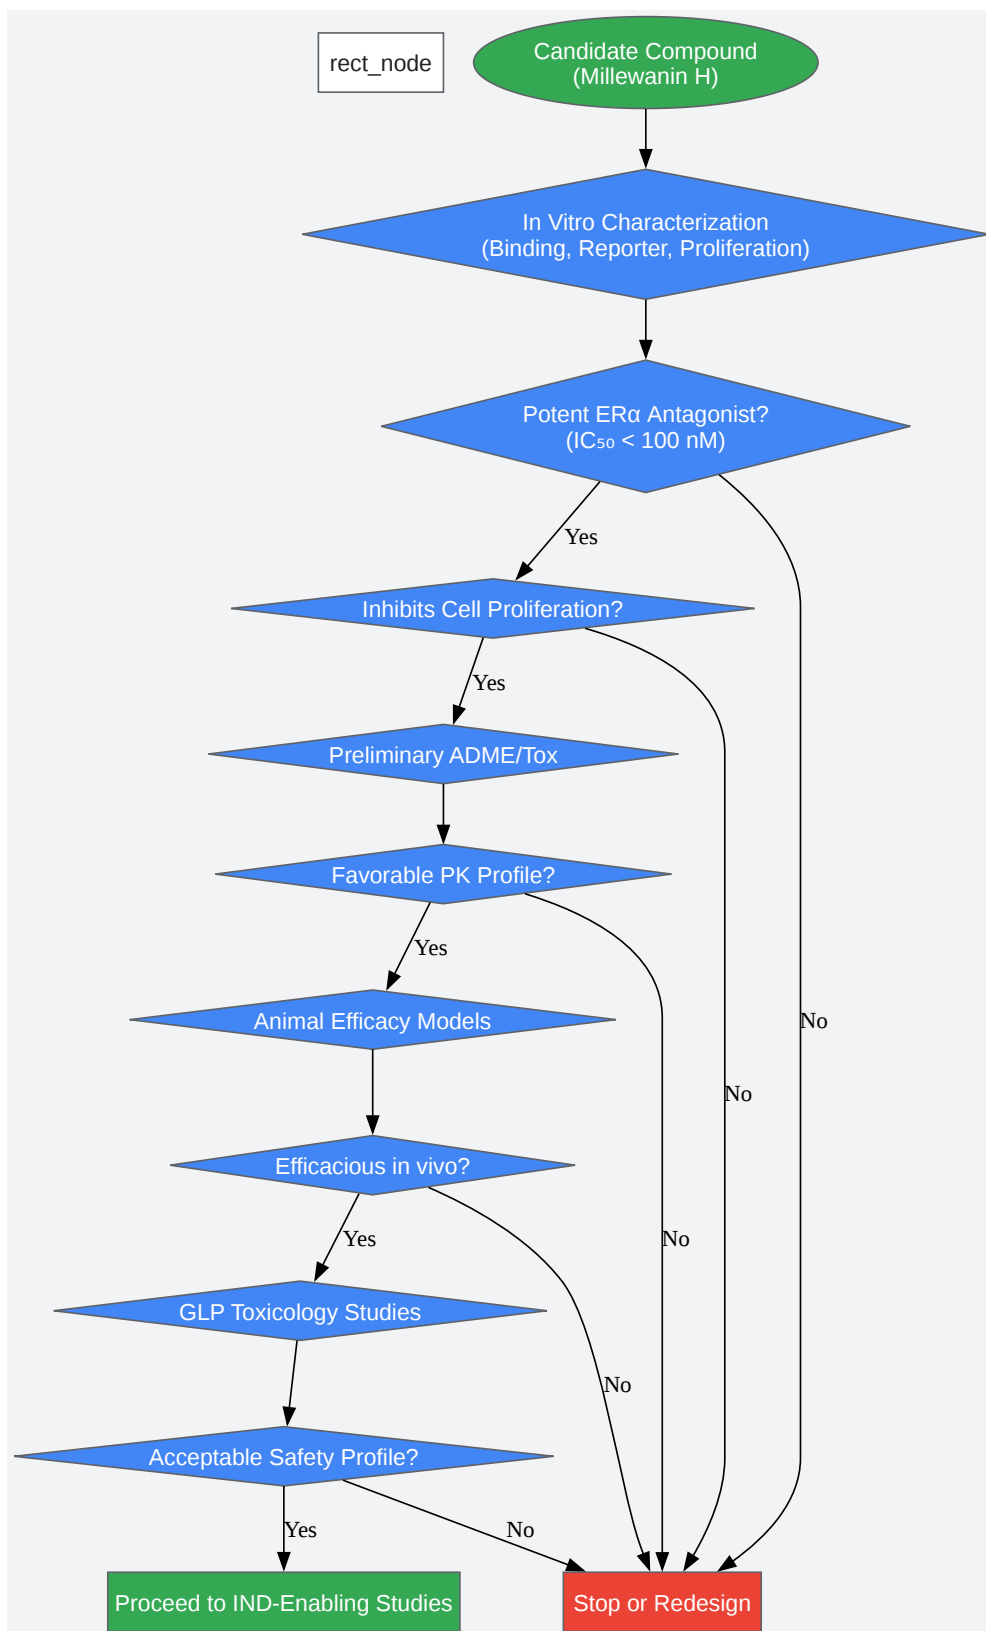 rect_node
Candidate Compound
(Millewanin H)
In Vitro Characterization
(Binding, Reporter, Proliferation)
Potent ERα Antagonist?
(IC₅₀ < 100 nM)
Yes
Inhibits Cell Proliferation?
Yes
Preliminary ADME/Tox
Favorable PK Profile?
Yes
Animal Efficacy Models
No
No
Efficacious in vivo?
Yes
No
GLP Toxicology Studies
No
Acceptable Safety Profile?
Yes
No
Proceed to IND-Enabling Studies
Stop or Redesign